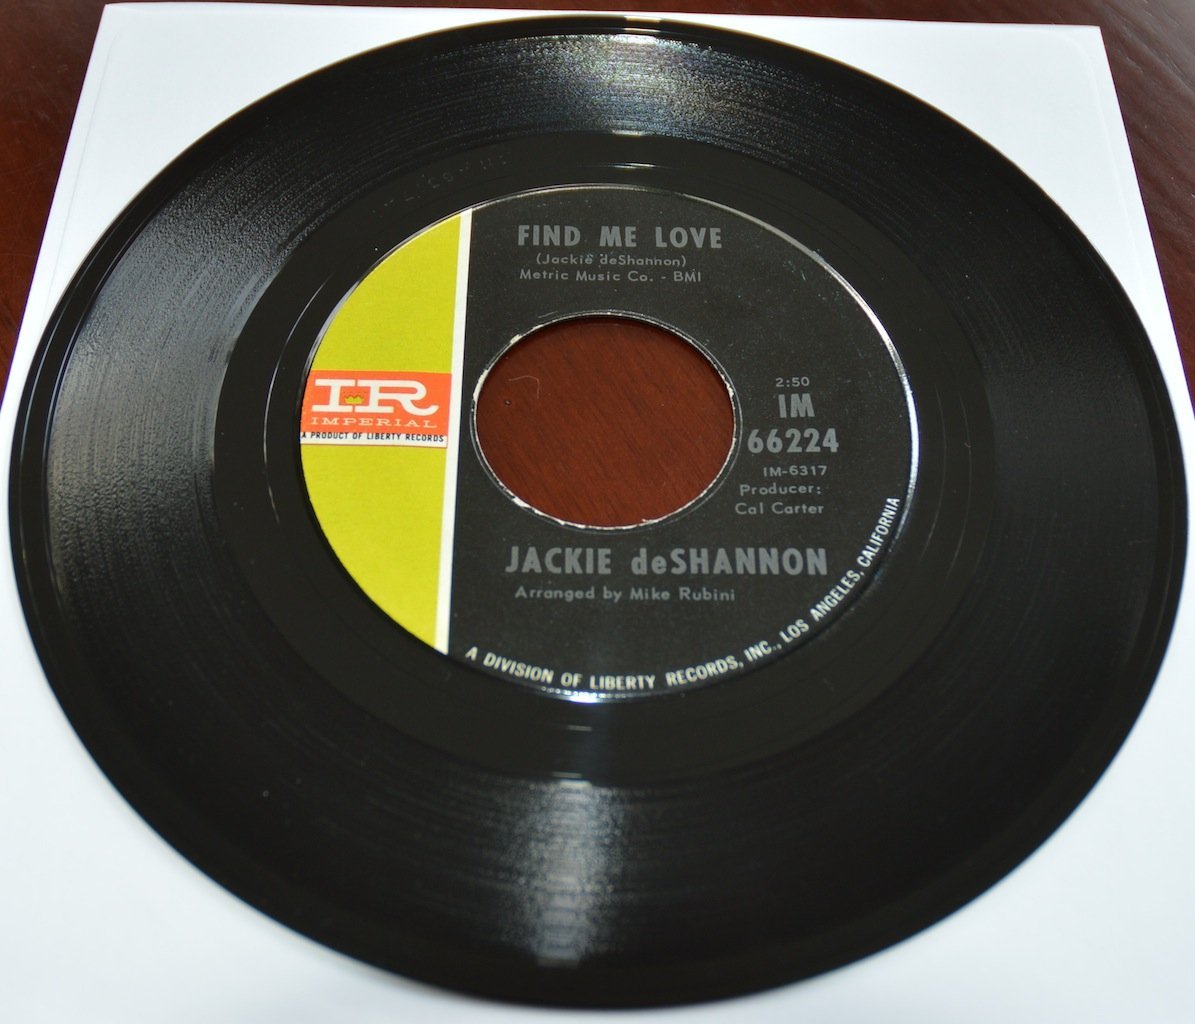 FIND ME LOVE
(Jackie deShannon)
Metric Music Co. - BMI
IR
IMPERIAL
A PRODUCT OF LIBERTY RECORDS
2:50
IM
66224
IM-6317
Producer:
Cal Carter
JACKIE deSHANNON
Arranged by Mike Rubini
A DIVISION OF LIBERTY RECORDS, INC., LOS ANGELES, CALIFORNIA